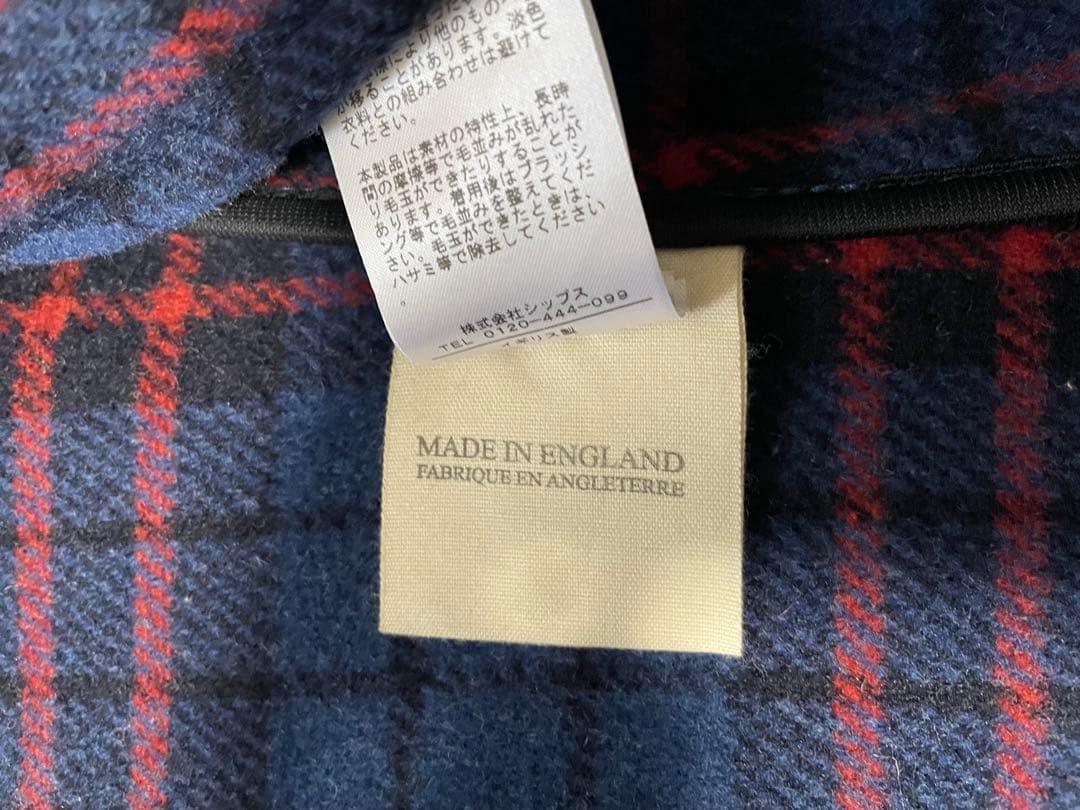 により他のもの
が移ることがあります。淡色
衣料との組み合わせは避けて
ください。
本製品は素材の特性上、長時
間の摩擦等で毛並みが乱れた
り毛玉ができたりすることが
あります。着用後はブラッシ
ング等で毛並みを整えてくだ
さい。毛玉ができたときは、
ハサミ等で除去してください
。
株式会社シップス
TEL 0120-444-099
イギリス製
MADE IN ENGLAND
FABRIQUE EN ANGLETERRE